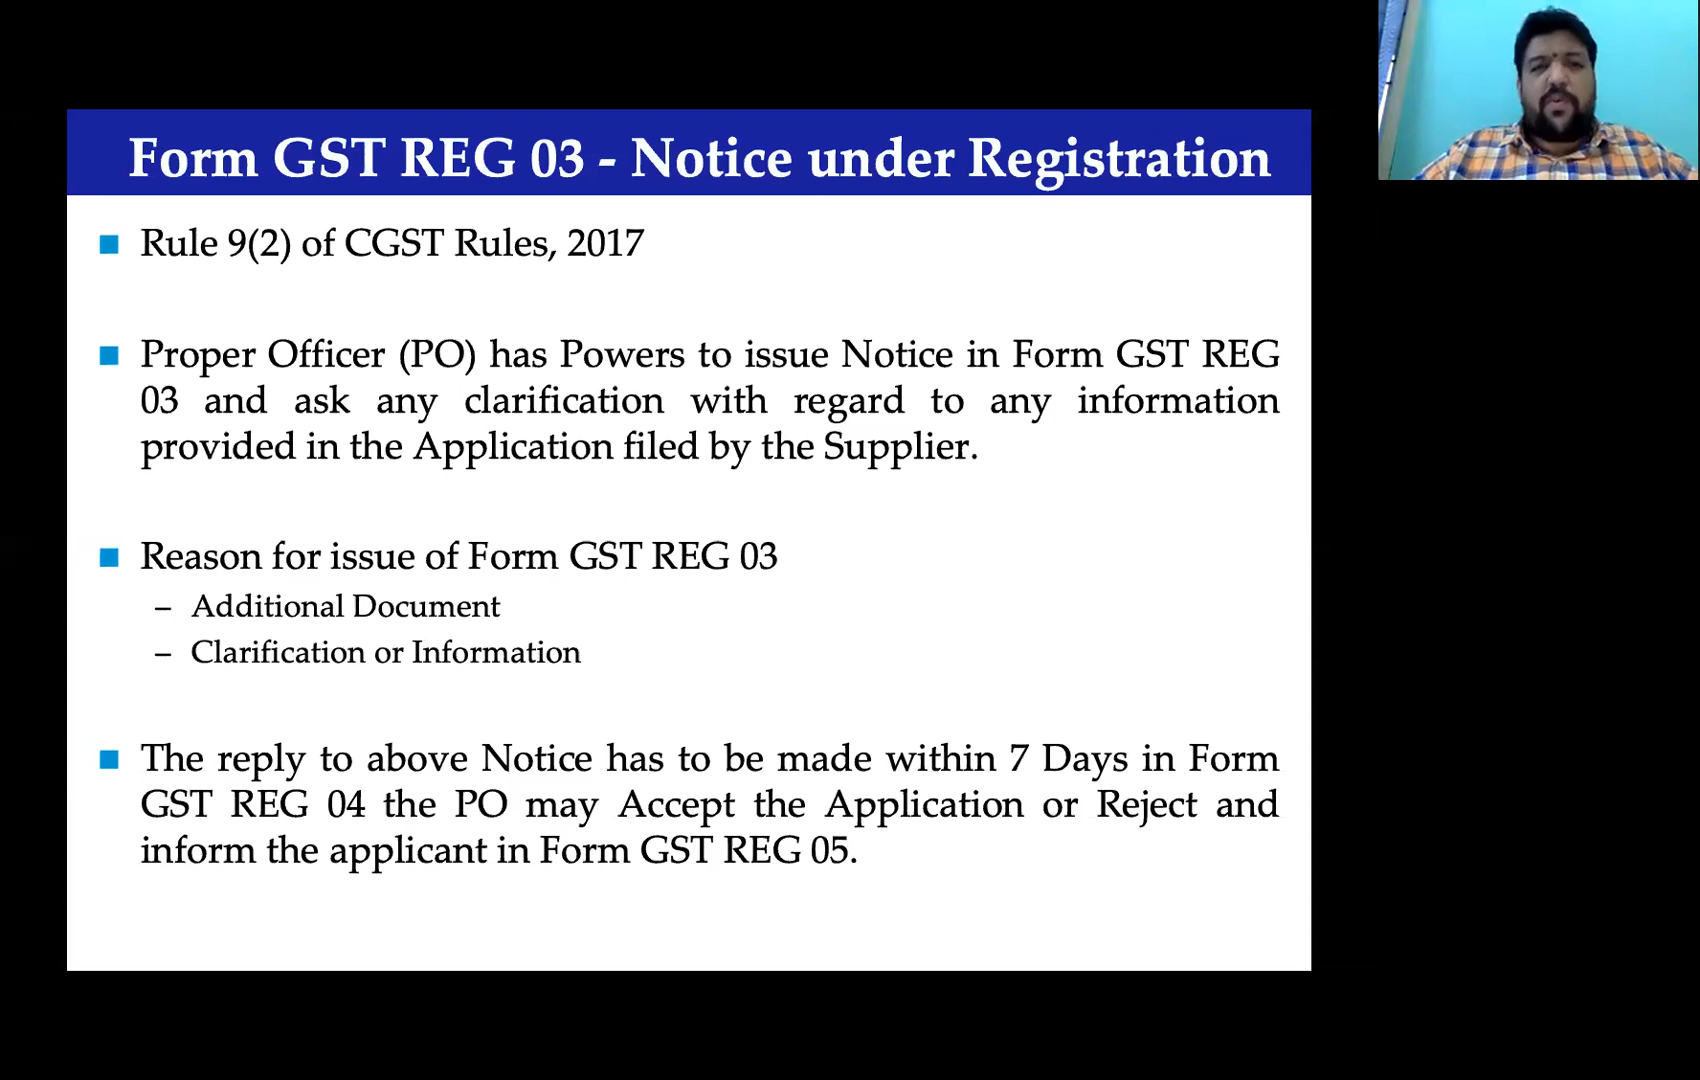 Form GST REG 03 - Notice under Registration
Rule 9(2) of CGST Rules, 2017
Proper Officer (PO) has Powers to issue Notice in Form GST REG
03 and ask any clarification with regard to any information
provided in the Application filed by the Supplier.
Reason for issue of Form GST REG 03
– Additional Document
– Clarification or Information
The reply to above Notice has to be made within 7 Days in Form
GST REG 04 the PO may Accept the Application or Reject and
inform the applicant in Form GST REG 05.